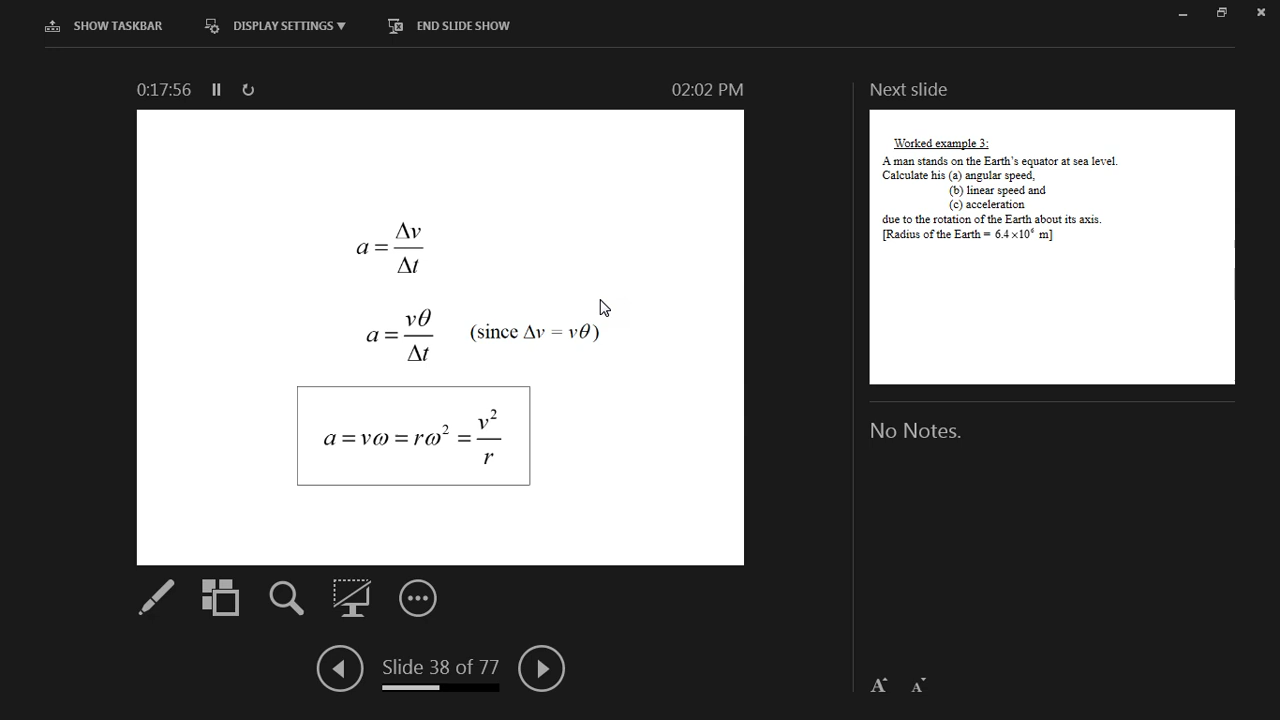 SHOW TASKBAR DISPLAY SETTINGS ▼ END SLIDE SHOW
0:17:56 02:02 PM
a = Δv/Δt
a = vθ/Δt (since Δv = vθ)
a = vω = rω² = v²/r
Slide 38 of 77
Next slide
Worked example 3:
A man stands on the Earth's equator at sea level.
Calculate his (a) angular speed,
(b) linear speed and
(c) acceleration
due to the rotation of the Earth about its axis.
[Radius of the Earth = 6.4 ×10⁶ m]
No Notes.
A A